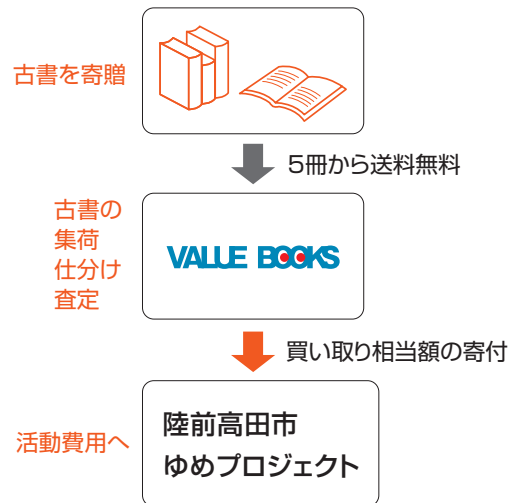 古書を寄贈
5冊から送料無料
古書の
集荷
仕分け
査定
VALUE BOOKS
買い取り相当額の寄付
活動費用へ
陸前高田市
ゆめプロジェクト